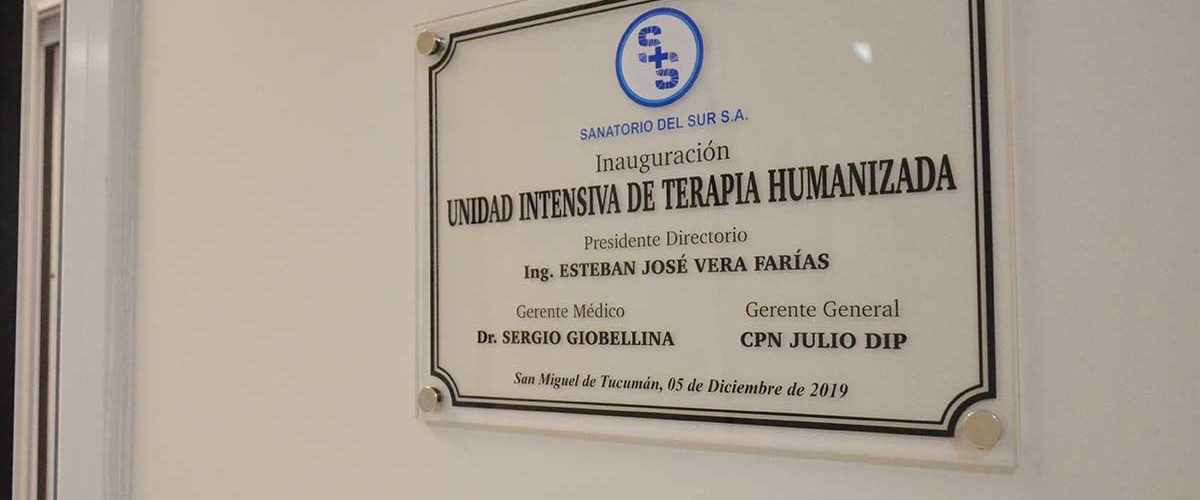 S+S
SANATORIO DEL SUR S.A.
Inauguración
UNIDAD INTENSIVA DE TERAPIA HUMANIZADA
Presidente Directorio
Ing. ESTEBAN JOSÉ VERA FARÍAS
Gerente Médico
Dr. SERGIO GIOBELLINA
Gerente General
CPN JULIO DIP
San Miguel de Tucumán, 05 de Diciembre de 2019